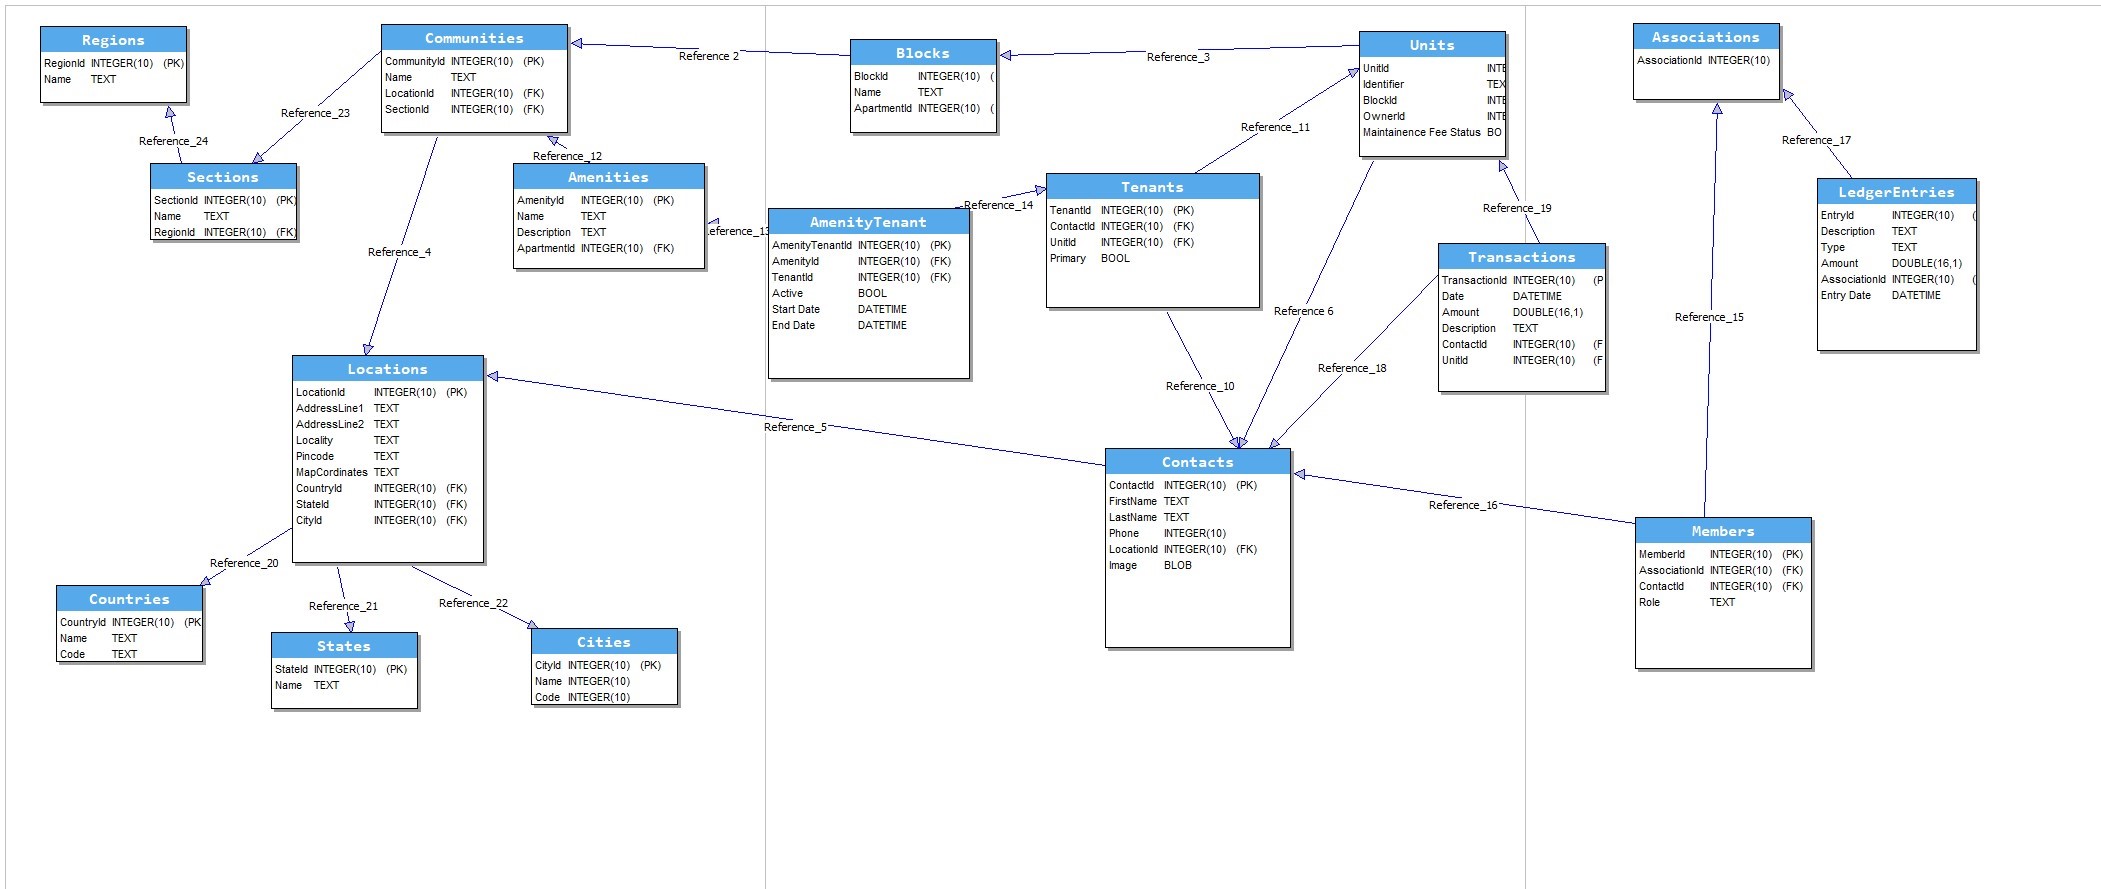 Regions
RegionId INTEGER(10) (PK)
Name TEXT
Communities
CommunityId INTEGER(10) (PK)
Name TEXT
LocationId INTEGER(10) (FK)
SectionId INTEGER(10) (FK)
Reference 2
Blocks
BlockId INTEGER(10) (
Name TEXT
ApartmentId INTEGER(10) (
Reference_3
Units
UnitId INTE
Identifier TEX
BlockId INTE
OwnerId INTE
Maintainence Fee Status BO
Associations
AssociationId INTEGER(10)
Reference_23
Reference_24
Reference_12
Reference_11
Reference_17
Sections
SectionId INTEGER(10) (PK)
Name TEXT
RegionId INTEGER(10) (FK)
Amenities
AmenityId INTEGER(10) (PK)
Name TEXT
Description TEXT
ApartmentId INTEGER(10) (FK)
eference_13
AmenityTenant
AmenityTenantId INTEGER(10) (PK)
AmenityId INTEGER(10) (FK)
TenantId INTEGER(10) (FK)
Active BOOL
Start Date DATETIME
End Date DATETIME
Reference_14
Tenants
TenantId INTEGER(10) (PK)
ContactId INTEGER(10) (FK)
UnitId INTEGER(10) (FK)
Primary BOOL
Reference_19
LedgerEntries
EntryId INTEGER(10) (
Description TEXT
Type TEXT
Amount DOUBLE(16,1)
AssociationId INTEGER(10) (
Entry Date DATETIME
Transactions
TransactionId INTEGER(10) (P
Date DATETIME
Amount DOUBLE(16,1)
Description TEXT
ContactId INTEGER(10) (F
UnitId INTEGER(10) (F
Reference_4
Reference 6
Reference_15
Reference_18
Reference_10
Locations
LocationId INTEGER(10) (PK)
AddressLine1 TEXT
AddressLine2 TEXT
Locality TEXT
Pincode TEXT
MapCordinates TEXT
CountryId INTEGER(10) (FK)
StateId INTEGER(10) (FK)
CityId INTEGER(10) (FK)
Reference_5
Contacts
ContactId INTEGER(10) (PK)
FirstName TEXT
LastName TEXT
Phone INTEGER(10)
LocationId INTEGER(10) (FK)
Image BLOB
Reference_16
Members
MemberId INTEGER(10) (PK)
AssociationId INTEGER(10) (FK)
ContactId INTEGER(10) (FK)
Role TEXT
Reference_20
Reference_21
Reference_22
Countries
CountryId INTEGER(10) (PK
Name TEXT
Code TEXT
States
StateId INTEGER(10) (PK)
Name TEXT
Cities
CityId INTEGER(10) (PK)
Name INTEGER(10)
Code INTEGER(10)